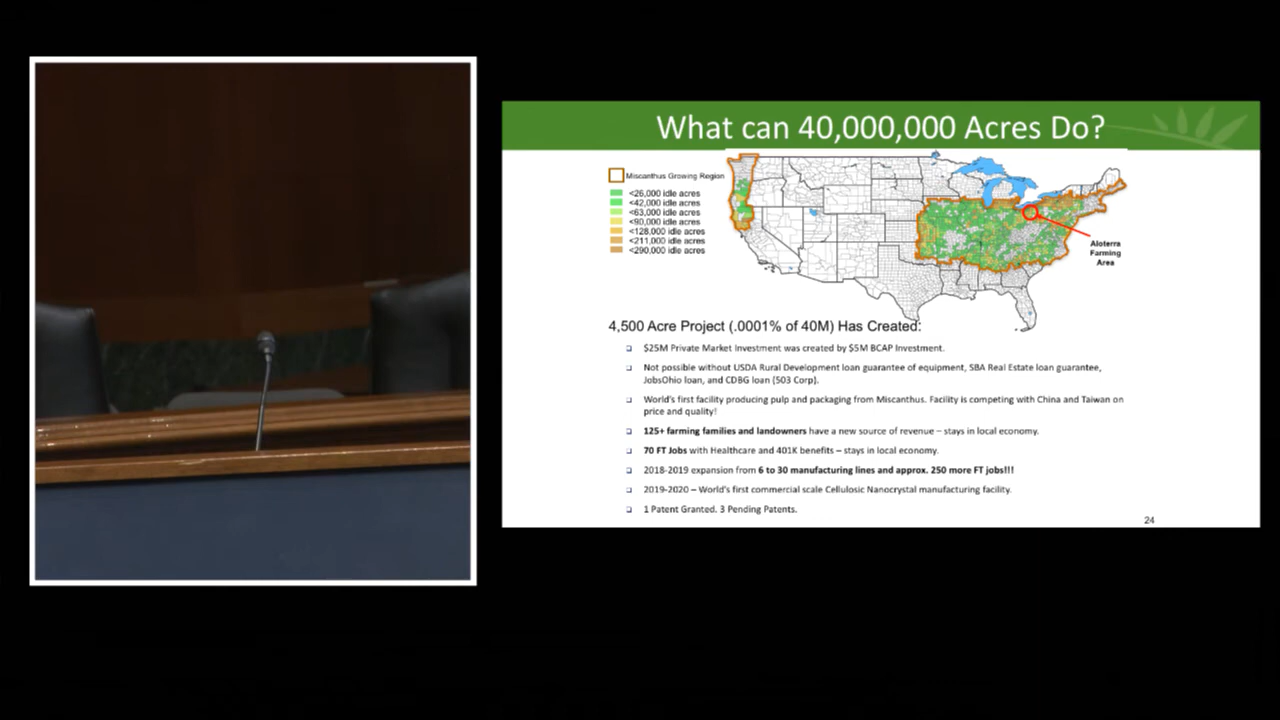 What can 40,000,000 Acres Do?
Miscanthus Growing Region
<26,000 idle acres
<42,000 idle acres
<63,000 idle acres
<90,000 idle acres
<128,000 idle acres
<211,000 idle acres
<290,000 idle acres
Aloterra
Farming
Area
4,500 Acre Project (.0001% of 40M) Has Created:
$25M Private Market Investment was created by $5M BCAP Investment.
Not possible without USDA Rural Development loan guarantee of equipment, SBA Real Estate loan guarantee,
JobsOhio loan, and CDBG loan (503 Corp).
World's first facility producing pulp and packaging from Miscanthus. Facility is competing with China and Taiwan on
price and quality!
125+ farming families and landowners have a new source of revenue – stays in local economy.
70 FT Jobs with Healthcare and 401K benefits – stays in local economy.
2018-2019 expansion from 6 to 30 manufacturing lines and approx. 250 more FT jobs!!!
2019-2020 – World's first commercial scale Cellulosic Nanocrystal manufacturing facility.
1 Patent Granted. 3 Pending Patents.
24